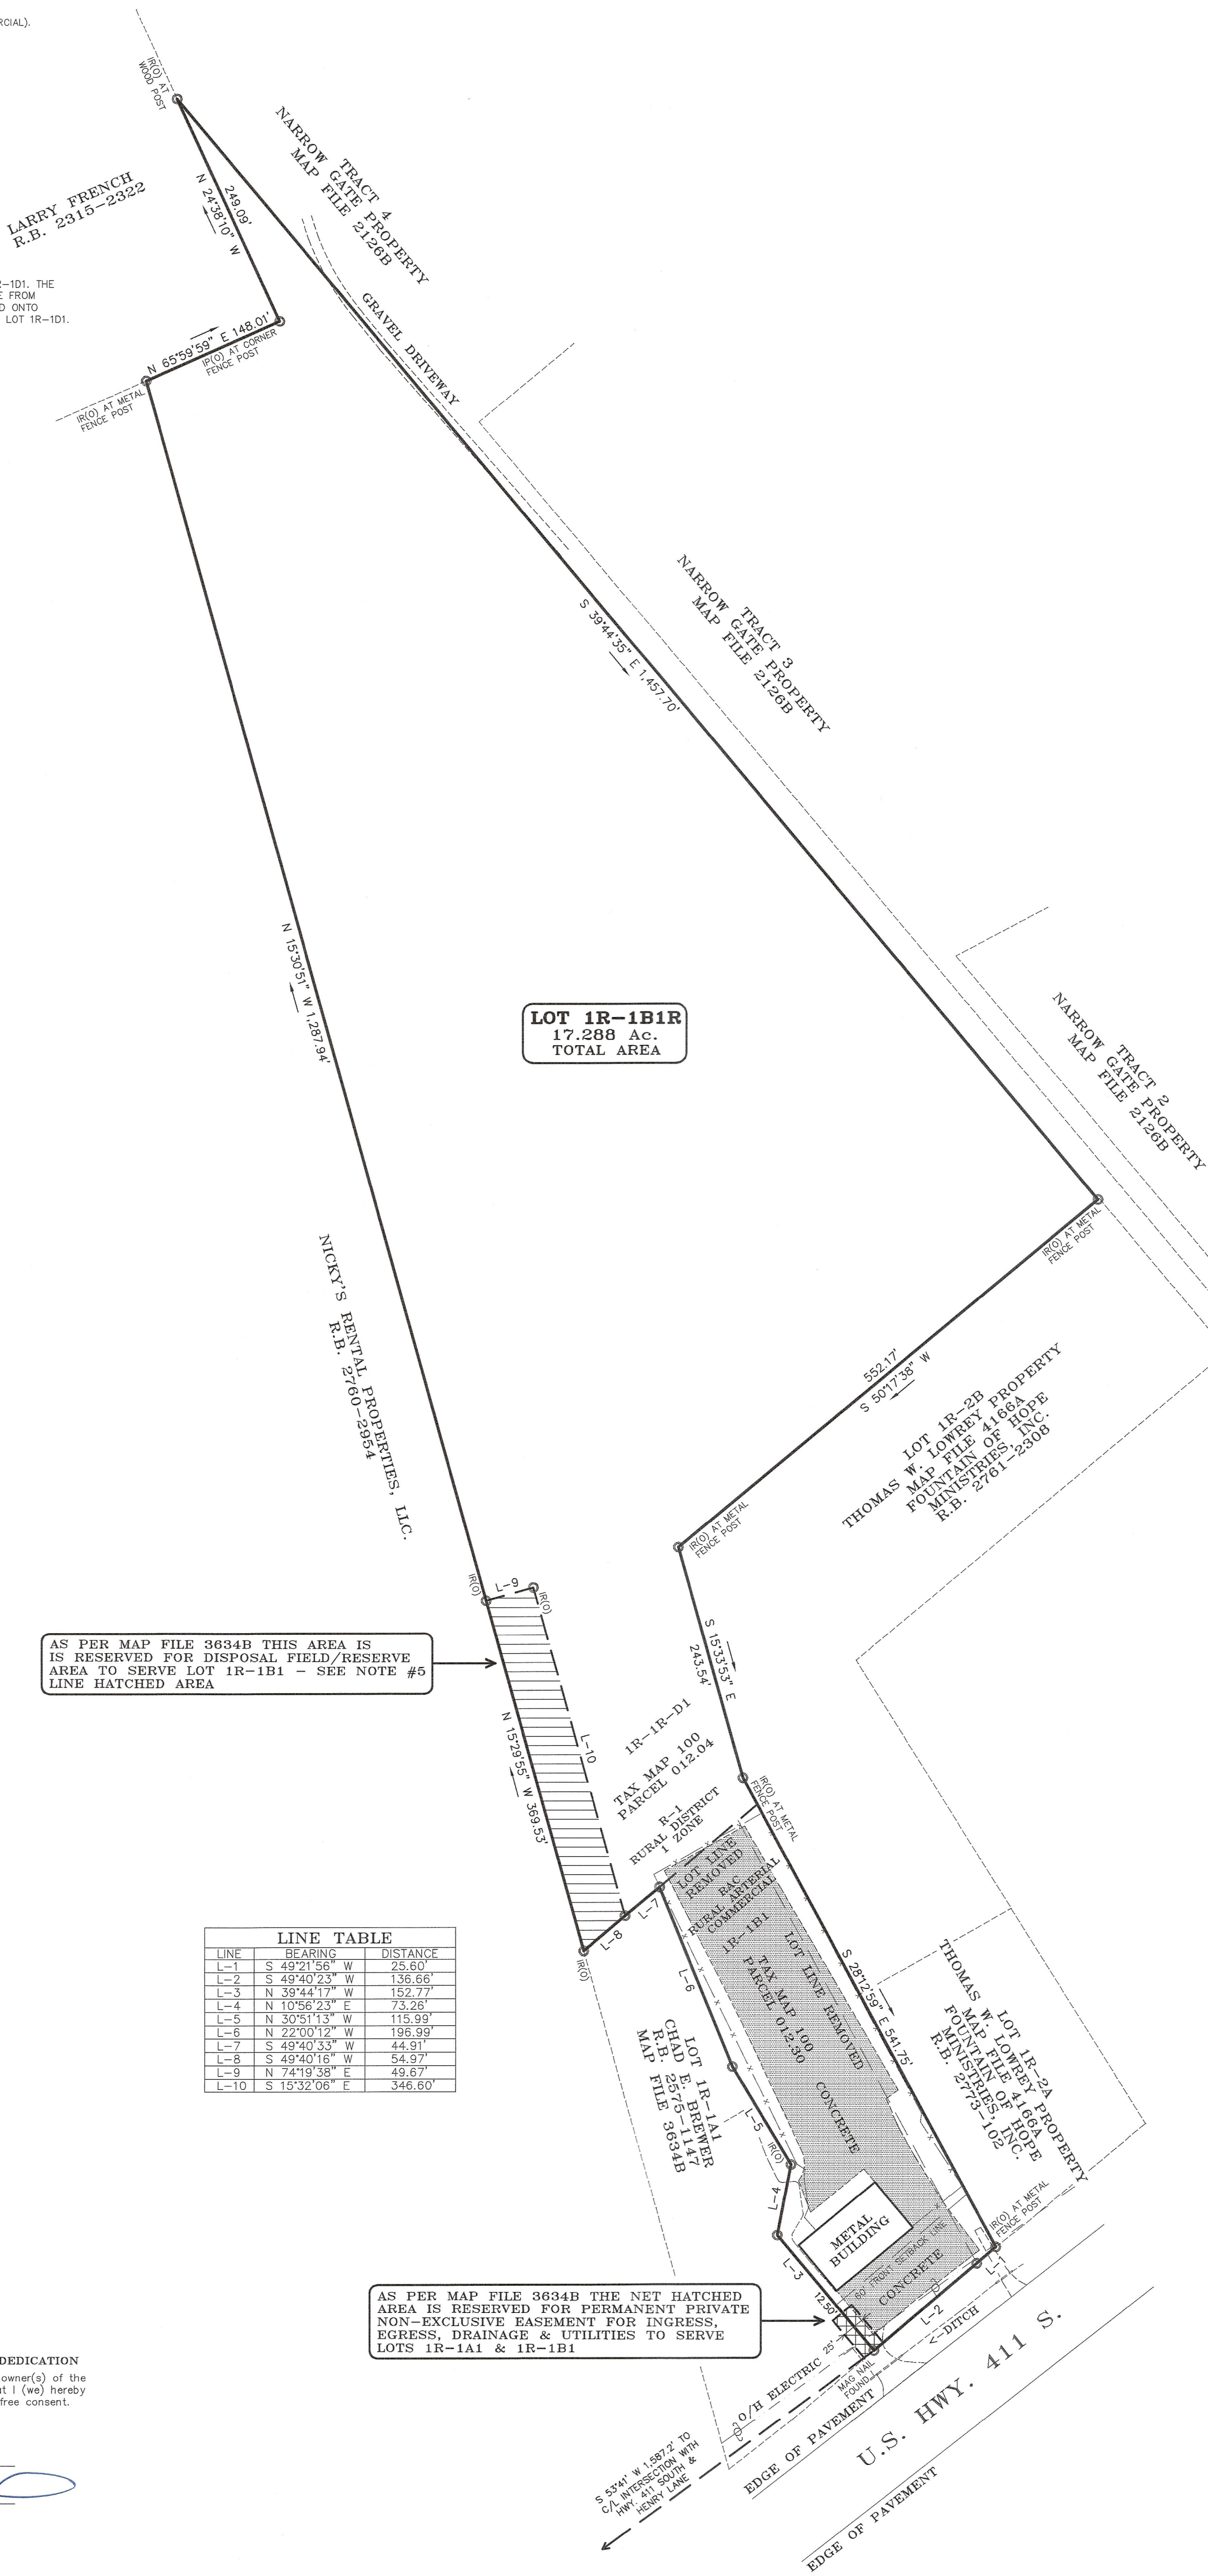 RCIAL).
IR(O) AT
WOOD POST
TRACT 4
NARROW GATE PROPERTY
MAP FILE 2126B
LARRY FRENCH
R.B. 2315-2322
249.09'
N 24°38'10" W
R-1D1. THE
E FROM
D ONTO
LOT 1R-1D1.
GRAVEL DRIVEWAY
N 65°59'59" E 148.01'
IP(O) AT CORNER
FENCE POST
IR(O) AT METAL
FENCE POST
TRACT 3
NARROW GATE PROPERTY
MAP FILE 2126B
S 39°44'35" E 1,457.70'
N 15°30'51" W 1,287.94'
LOT 1R-1B1R
17.288 Ac.
TOTAL AREA
TRACT 2
NARROW GATE PROPERTY
MAP FILE 2126B
IR(O) AT METAL
FENCE POST
NICKY'S RENTAL PROPERTIES, LLC.
R.B. 2760-2954
552.17'
S 50°17'38" W
LOT 1R-2B
THOMAS W. LOWREY PROPERTY
MAP FILE 4166A
FOUNTAIN OF HOPE
MINISTRIES, INC.
R.B. 2761-2308
IR(O) AT METAL
FENCE POST
IR(O)
L-9
IR(O)
AS PER MAP FILE 3634B THIS AREA IS
IS RESERVED FOR DISPOSAL FIELD/RESERVE
AREA TO SERVE LOT 1R-1B1 - SEE NOTE #5
LINE HATCHED AREA
S 15°33'53" E
243.54'
N 15°29'55" W 369.53'
L-10
1R-1R-D1
TAX MAP 100
PARCEL 012.04
R-1
RURAL DISTRICT
1 ZONE
IR(O) AT METAL
FENCE POST
LOT LINE
REMOVED
RAC
RURAL ARTERIAL
COMMERCIAL
1R-1B1
TAX MAP 100
PARCEL 012.30
LOT LINE REMOVED
L-7
L-8
IR(O)
L-6
S 28°12'59" E 541.75'
LINE TABLE
LINE BEARING DISTANCE
L-1 S 49°21'56" W 25.60'
L-2 S 49°40'23" W 136.66'
L-3 N 39°44'17" W 152.77'
L-4 N 10°56'23" E 73.26'
L-5 N 30°51'13" W 115.99'
L-6 N 22°00'12" W 196.99'
L-7 S 49°40'33" W 44.91'
L-8 S 49°40'16" W 54.97'
L-9 N 74°19'38" E 49.67'
L-10 S 15°32'06" E 346.60'
LOT 1R-2A
THOMAS W. LOWREY PROPERTY
MAP FILE 4166A
FOUNTAIN OF HOPE
MINISTRIES, INC.
R.B. 2773-102
LOT 1R-1A1
CHAD E. BREWER
R.B. 2575-1147
MAP FILE 3634B
CONCRETE
L-5
IR(O)
L-4
METAL
BUILDING
L-3
60' FRONT SETBACK LINE
CONCRETE
IR(O) AT METAL
FENCE POST
L-1
L-2
<-DITCH
12.50'
25'
AS PER MAP FILE 3634B THE NET HATCHED
AREA IS RESERVED FOR PERMANENT PRIVATE
NON-EXCLUSIVE EASEMENT FOR INGRESS,
EGRESS, DRAINAGE & UTILITIES TO SERVE
LOTS 1R-1A1 & 1R-1B1
MAG NAIL
FOUND
O/H ELECTRIC
EDGE OF PAVEMENT
U.S. HWY. 411 S.
EDGE OF PAVEMENT
S 53°41' W 1,587.2' TO
C/L INTERSECTION WITH
HWY. 411 SOUTH &
HENRY LANE
DEDICATION
owner(s) of the
t I (we) hereby
free consent.